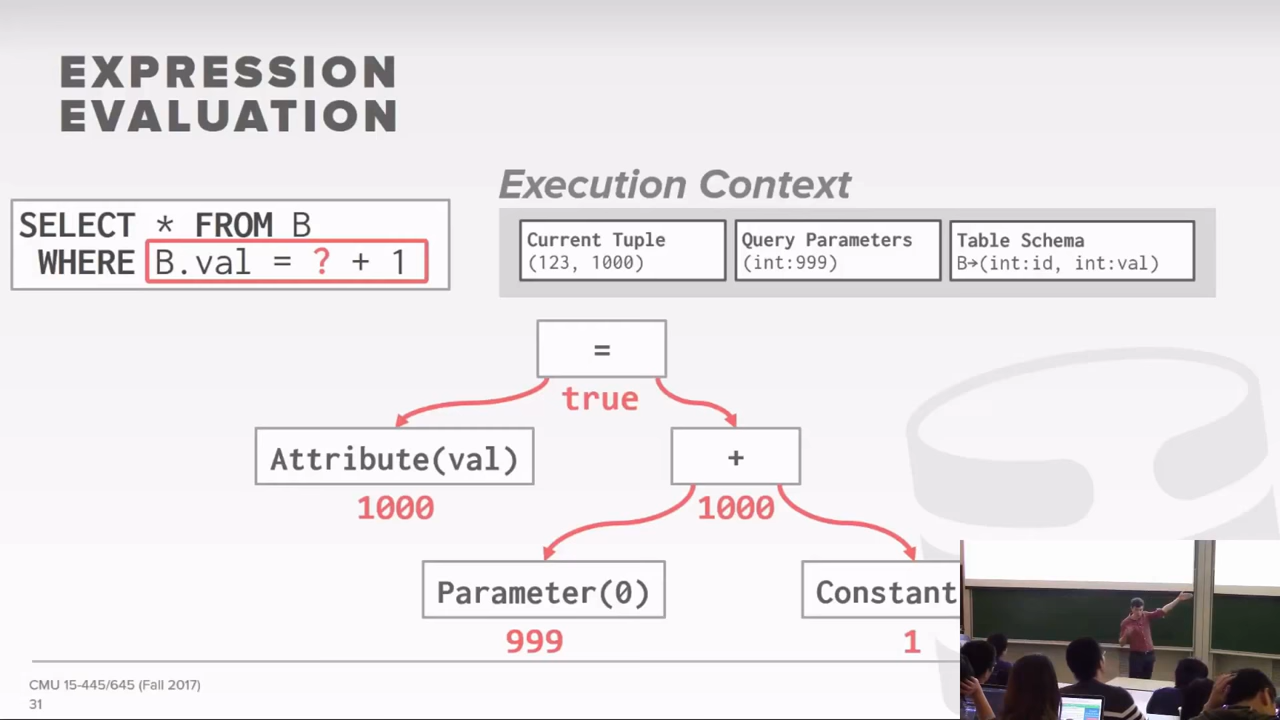 EXPRESSION
EVALUATION
SELECT * FROM B
WHERE B.val = ? + 1
Execution Context
Current Tuple
(123, 1000)
Query Parameters
(int:999)
Table Schema
B→(int:id, int:val)
=
true
Attribute(val)
1000
+
1000
Parameter(0)
999
Constant
1
CMU 15-445/645 (Fall 2017)
31